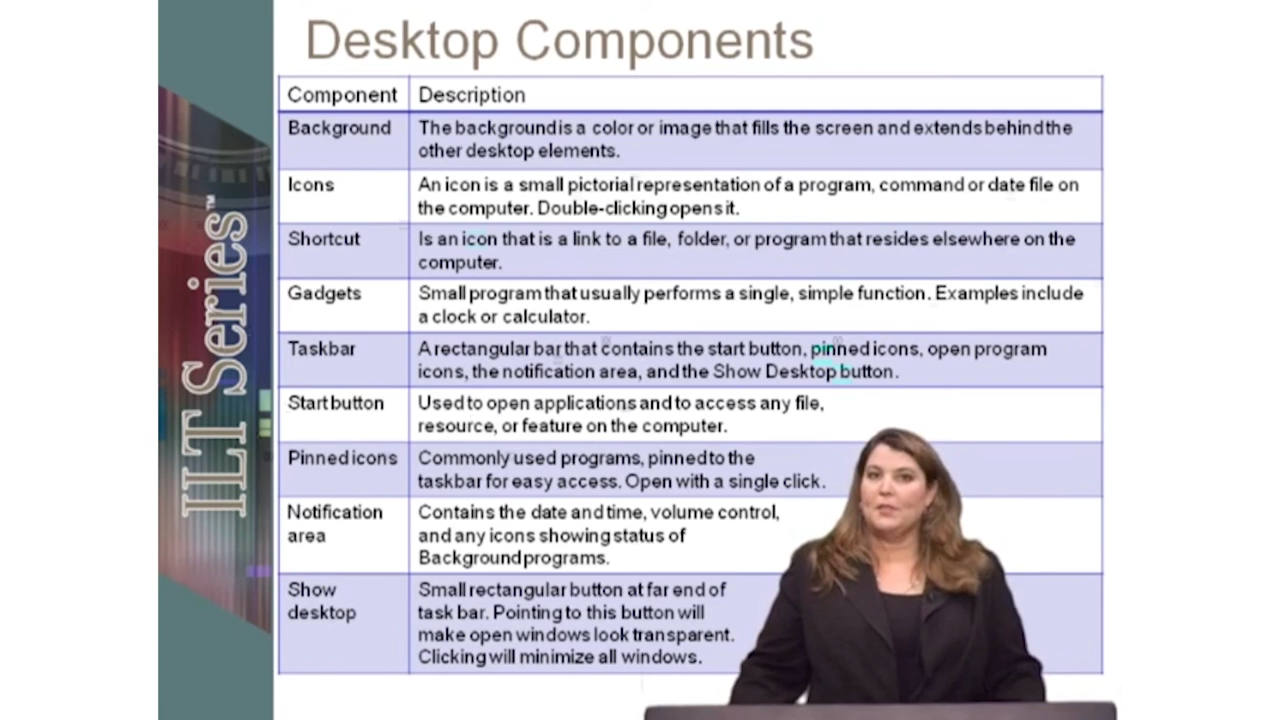 Desktop Components
Component Description
Background The background is a color or image that fills the screen and extends behind the
other desktop elements.
Icons An icon is a small pictorial representation of a program, command or date file on
the computer. Double-clicking opens it.
Shortcut Is an icon that is a link to a file, folder, or program that resides elsewhere on the
computer.
Gadgets Small program that usually performs a single, simple function. Examples include
a clock or calculator.
Taskbar A rectangular bar that contains the start button, pinned icons, open program
icons, the notification area, and the Show Desktop button.
Start button Used to open applications and to access any file,
resource, or feature on the computer.
Pinned icons Commonly used programs, pinned to the
taskbar for easy access. Open with a single click.
Notification Contains the date and time, volume control,
area and any icons showing status of
Background programs.
Show Small rectangular button at far end of
desktop task bar. Pointing to this button will
make open windows look transparent.
Clicking will minimize all windows.
ILT Series™